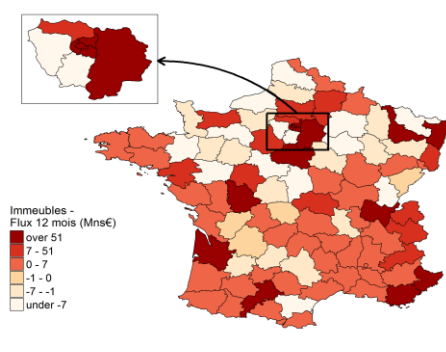 Immeubles -
Flux 12 mois (Mns€)
over 51
7 - 51
0 - 7
-1 - 0
-7 - -1
under -7